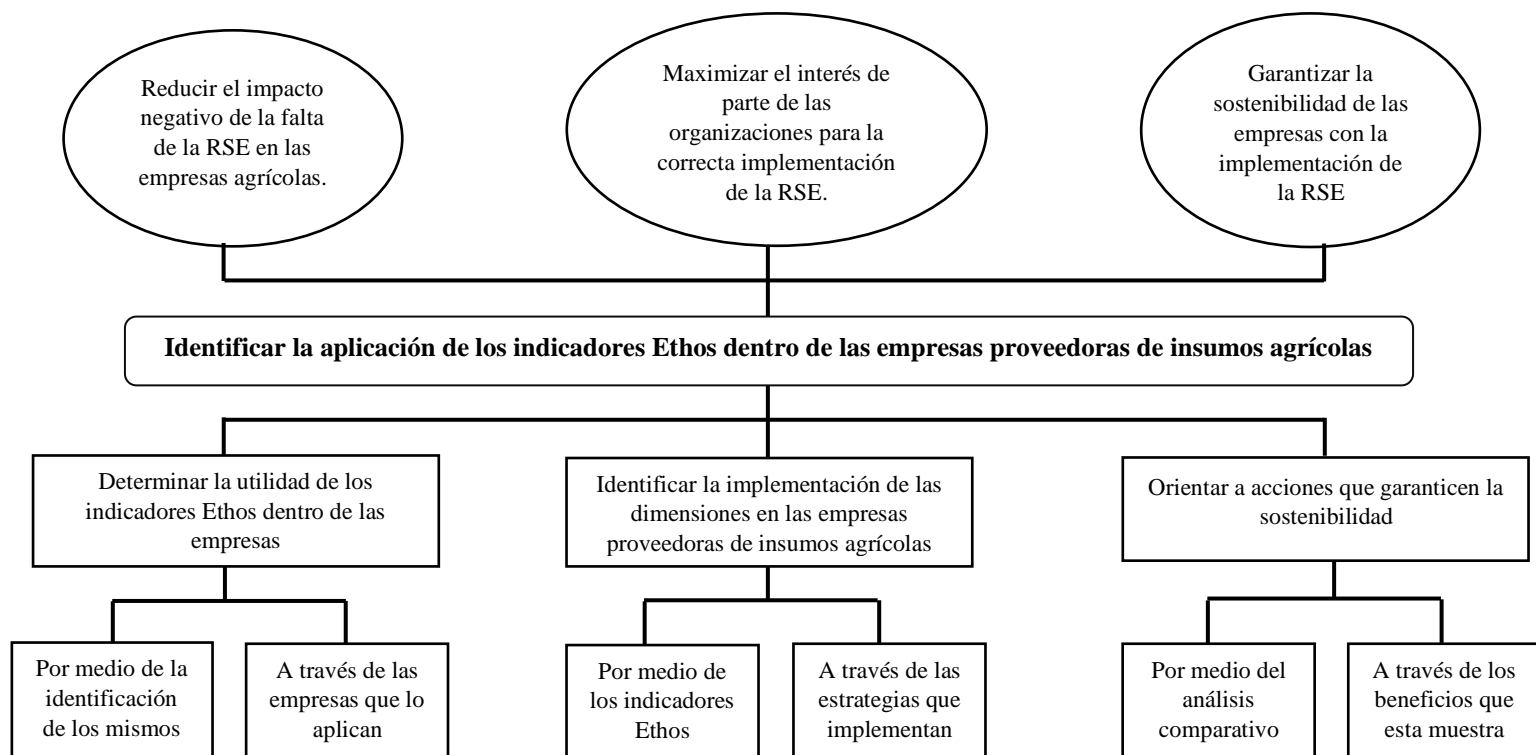 Reducir el impacto
negativo de la falta
de la RSE en las
empresas agrícolas.
Maximizar el interés de
parte de las
organizaciones para la
correcta implementación
de la RSE.
Garantizar la
sostenibilidad de las
empresas con la
implementación de
la RSE
Identificar la aplicación de los indicadores Ethos dentro de las empresas proveedoras de insumos agrícolas
Determinar la utilidad de los
indicadores Ethos dentro de las
empresas
Identificar la implementación de las
dimensiones en las empresas
proveedoras de insumos agrícolas
Orientar a acciones que garanticen la
sostenibilidad
Por medio de la
identificación
de los mismos
A través de las
empresas que lo
aplican
Por medio de
los indicadores
Ethos
A través de las
estrategias que
implementan
Por medio del
análisis
comparativo
A través de los
beneficios que
esta muestra